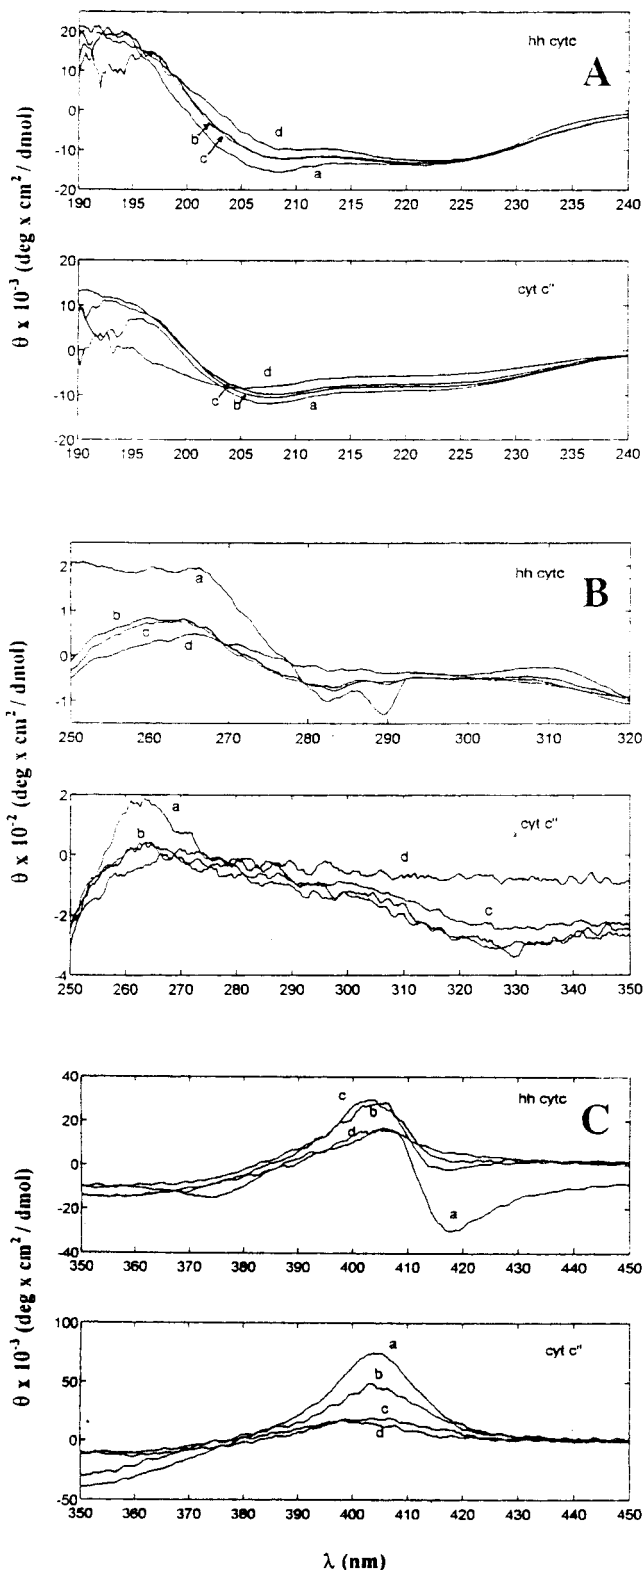 hh cytc
A
20
10
0
-10
-20
d
b
c
a
190 195 200 205 210 215 220 225 230 235 240
θ x 10⁻³ (deg x cm² / dmol)
cyt c"
20
10
0
-10
-20
d
c
b
a
190 195 200 205 210 215 220 225 230 235 240
hh cytc
B
2
1
0
-1
a
b
c
d
250 260 270 280 290 300 310 320
θ x 10⁻² (deg x cm² / dmol)
cyt c"
2
0
-2
-4
a
b
d
c
250 260 270 280 290 300 310 320 330 340 350
hh cytc
C
40
20
0
-20
-40
c
b
d
a
350 360 370 380 390 400 410 420 430 440 450
θ x 10⁻³ (deg x cm² / dmol)
cyt c"
100
50
0
-50
a
b
c
d
350 360 370 380 390 400 410 420 430 440 450
λ (nm)